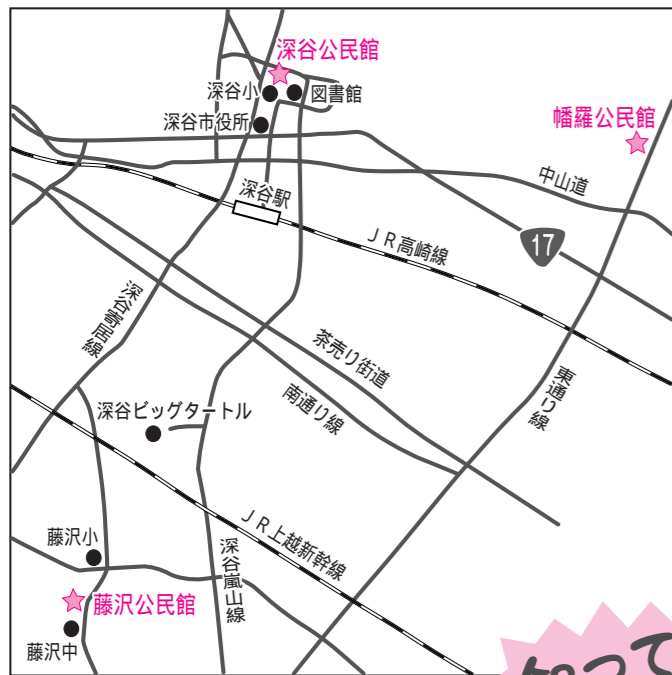 深谷公民館
深谷小
図書館
深谷市役所
幡羅公民館
深谷駅
中山道
17
JR高崎線
深谷寄居線
茶売り街道
南通り線
東通り線
深谷ビッグタートル
JR上越新幹線
藤沢小
深谷嵐山線
藤沢公民館
藤沢中
知って